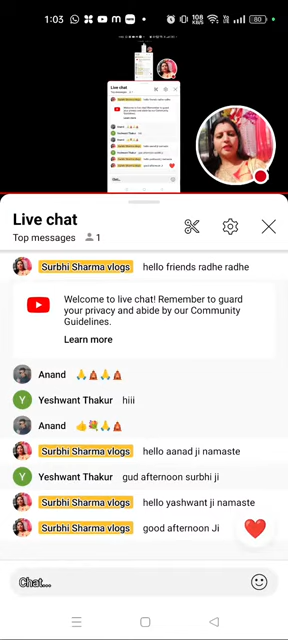 1:03
108
KB/S
80
Live chat
Top messages 1
Surbhi Sharma vlogs hello friends radhe radhe
Welcome to live chat! Remember to guard
your privacy and abide by our Community
Guidelines.
Learn more
Anand
Yeshwant Thakur hiii
Anand
Surbhi Sharma vlogs hello aanad ji namaste
Yeshwant Thakur gud afternoon surbhi ji
Surbhi Sharma vlogs hello yashwant ji namaste
Surbhi Sharma vlogs good afternoon Ji
Chat...